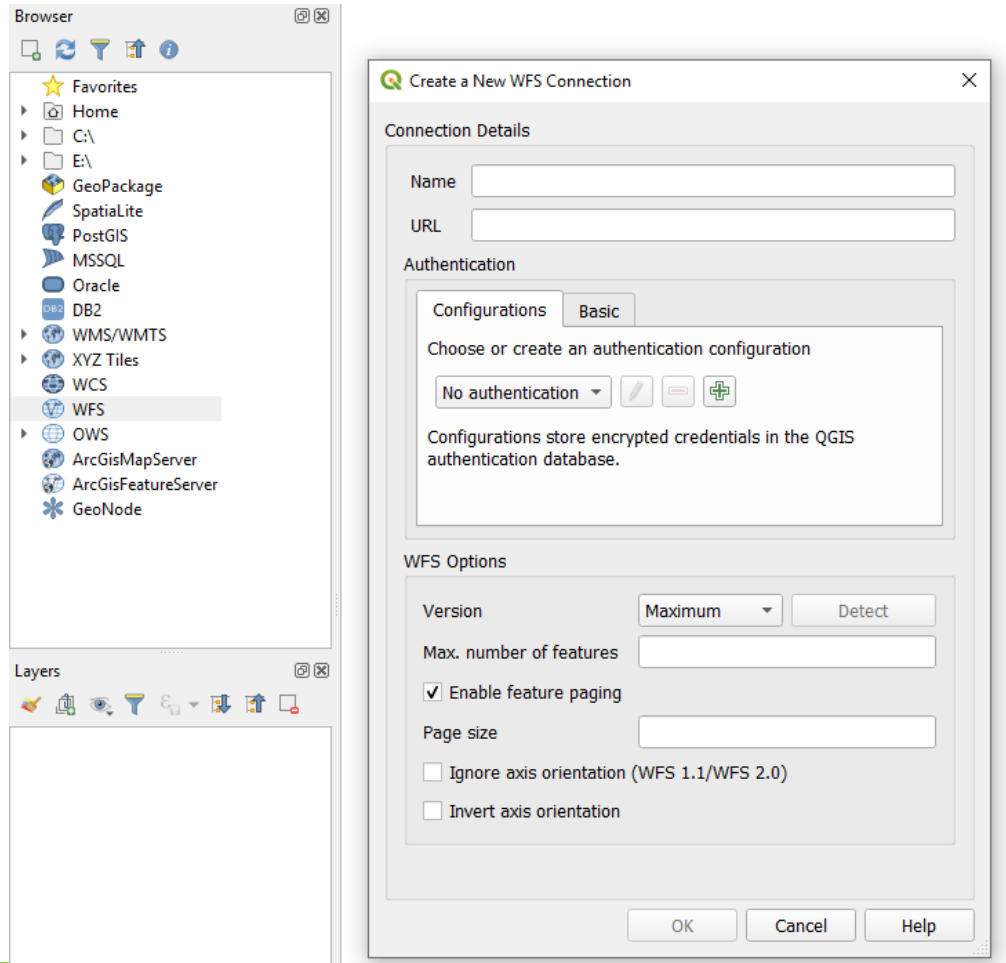 Browser
Favorites
Home
C:\
E:\
GeoPackage
SpatiaLite
PostGIS
MSSQL
Oracle
DB2
DB2
WMS/WMTS
XYZ Tiles
WCS
WFS
OWS
ArcGisMapServer
ArcGisFeatureServer
GeoNode
Layers
Create a New WFS Connection
Connection Details
Name
URL
Authentication
Configurations Basic
Choose or create an authentication configuration
No authentication
Configurations store encrypted credentials in the QGIS
authentication database.
WFS Options
Version Maximum Detect
Max. number of features
Enable feature paging
Page size
Ignore axis orientation (WFS 1.1/WFS 2.0)
Invert axis orientation
OK Cancel Help